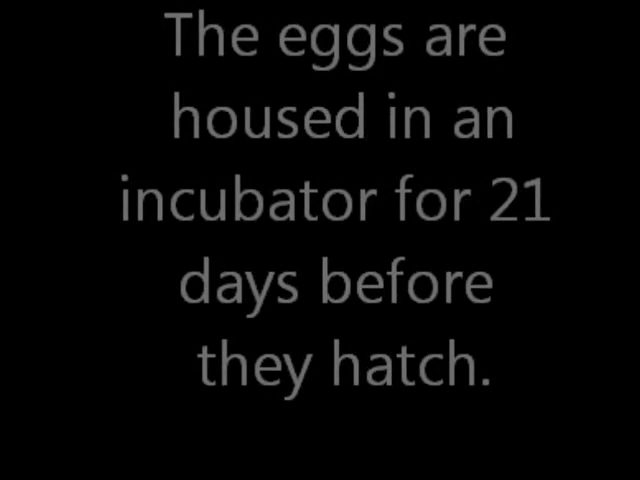 The eggs are
housed in an
incubator for 21
days before
they hatch.